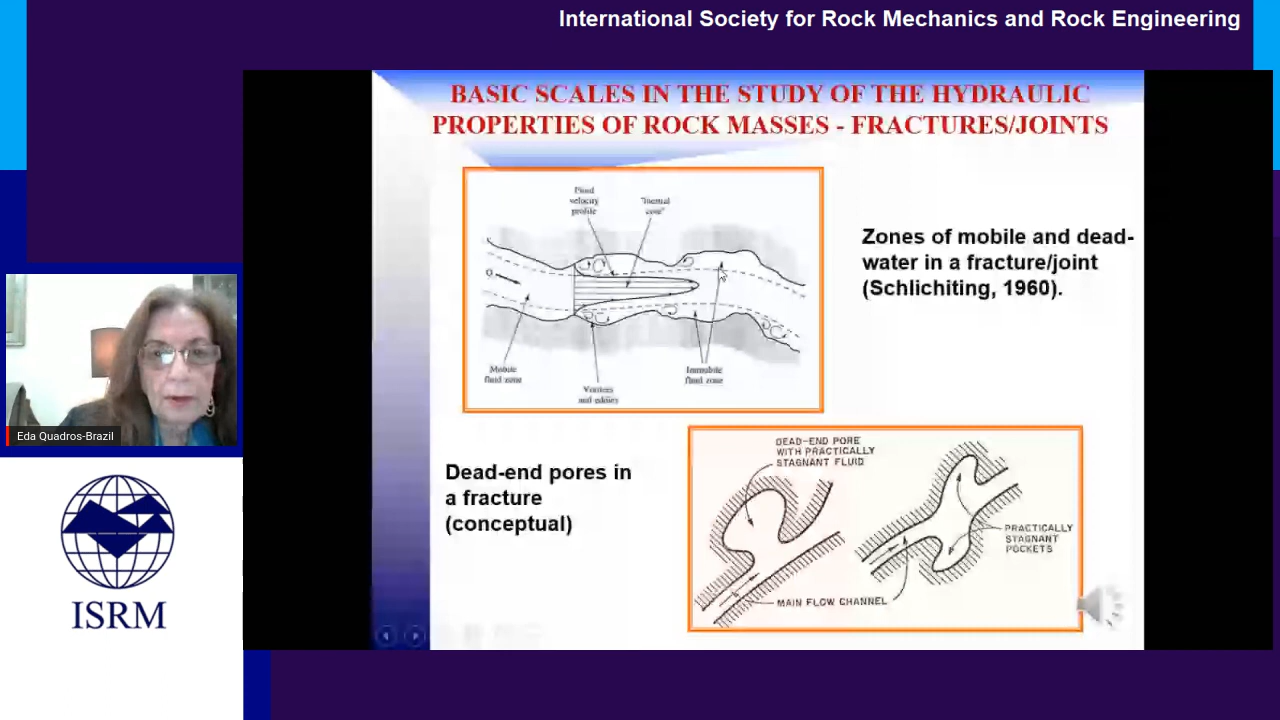 International Society for Rock Mechanics and Rock Engineering
BASIC SCALES IN THE STUDY OF THE HYDRAULIC
PROPERTIES OF ROCK MASSES - FRACTURES/JOINTS
Fluid
velocity
profile
"Inertial
core"
Mobile
fluid zone
Vortices
and eddies
Immobile
fluid zone
Zones of mobile and dead-
water in a fracture/joint
(Schlichiting, 1960).
Dead-end pores in
a fracture
(conceptual)
DEAD-END PORE
WITH PRACTICALLY
STAGNANT FLUID
PRACTICALLY
STAGNANT
POCKETS
MAIN FLOW CHANNEL
Eda Quadros-Brazil
ISRM